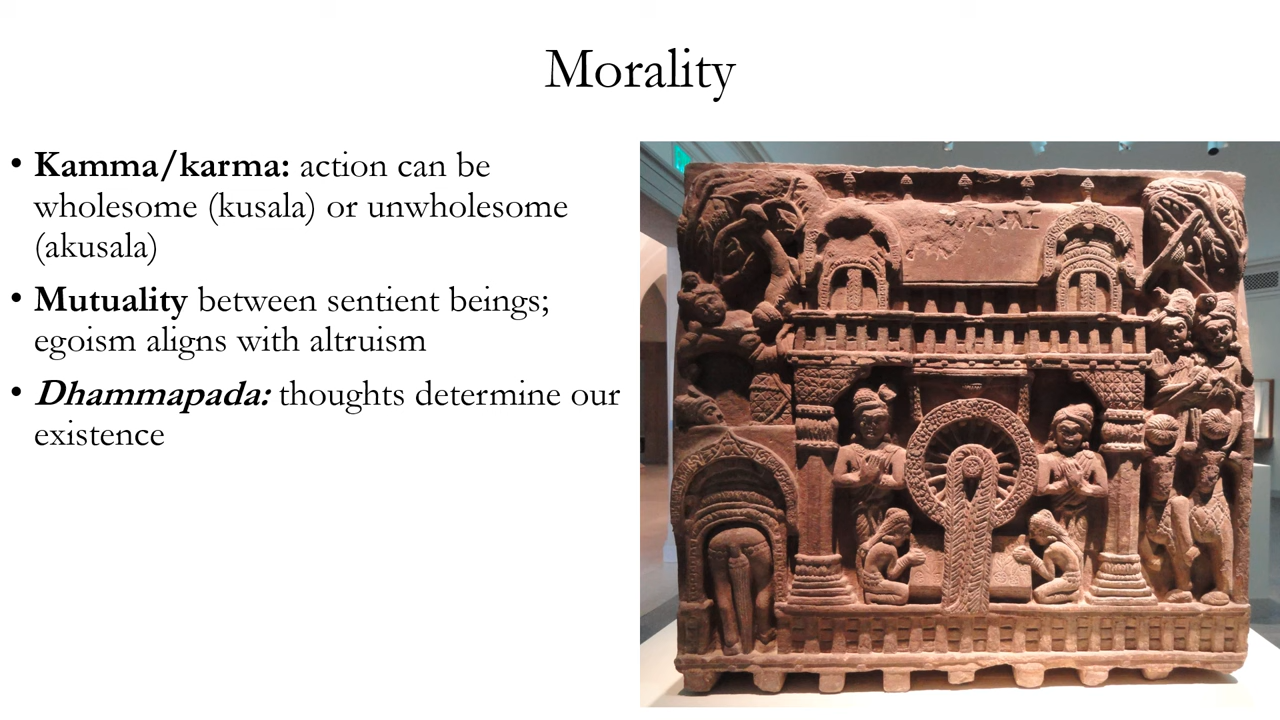 Morality
• Kamma/karma: action can be
wholesome (kusala) or unwholesome
(akusala)
• Mutuality between sentient beings;
egoism aligns with altruism
• Dhammapada: thoughts determine our
existence